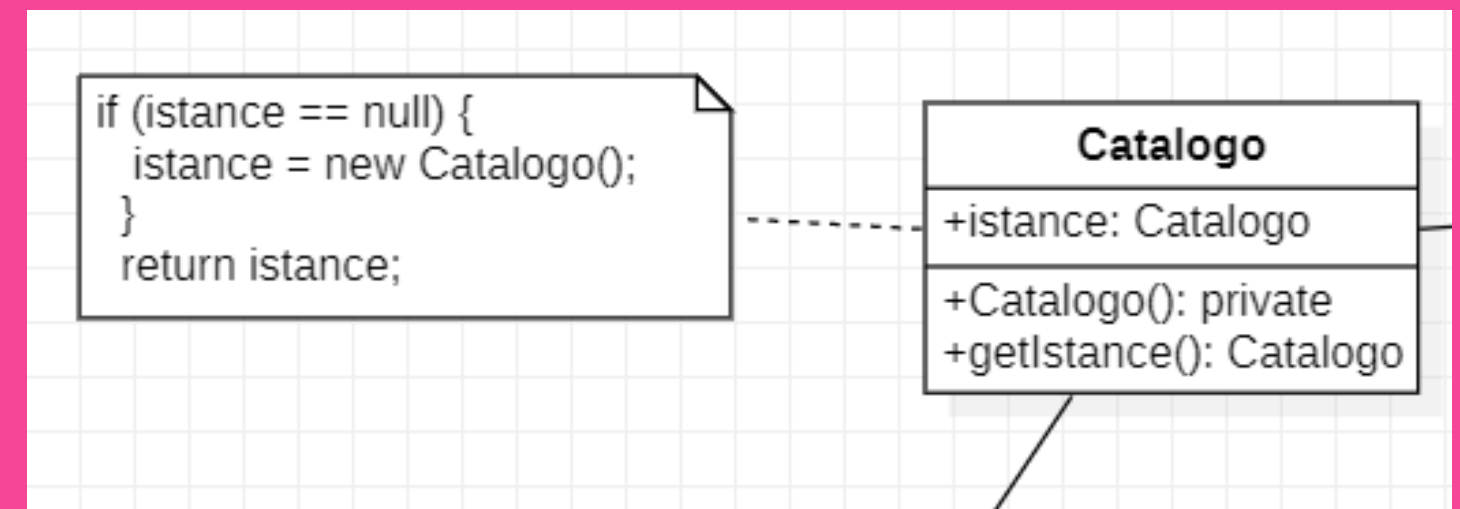 if (istance == null) {
istance = new Catalogo();
}
return istance;
Catalogo
+istance: Catalogo
+Catalogo(): private
+getIstance(): Catalogo